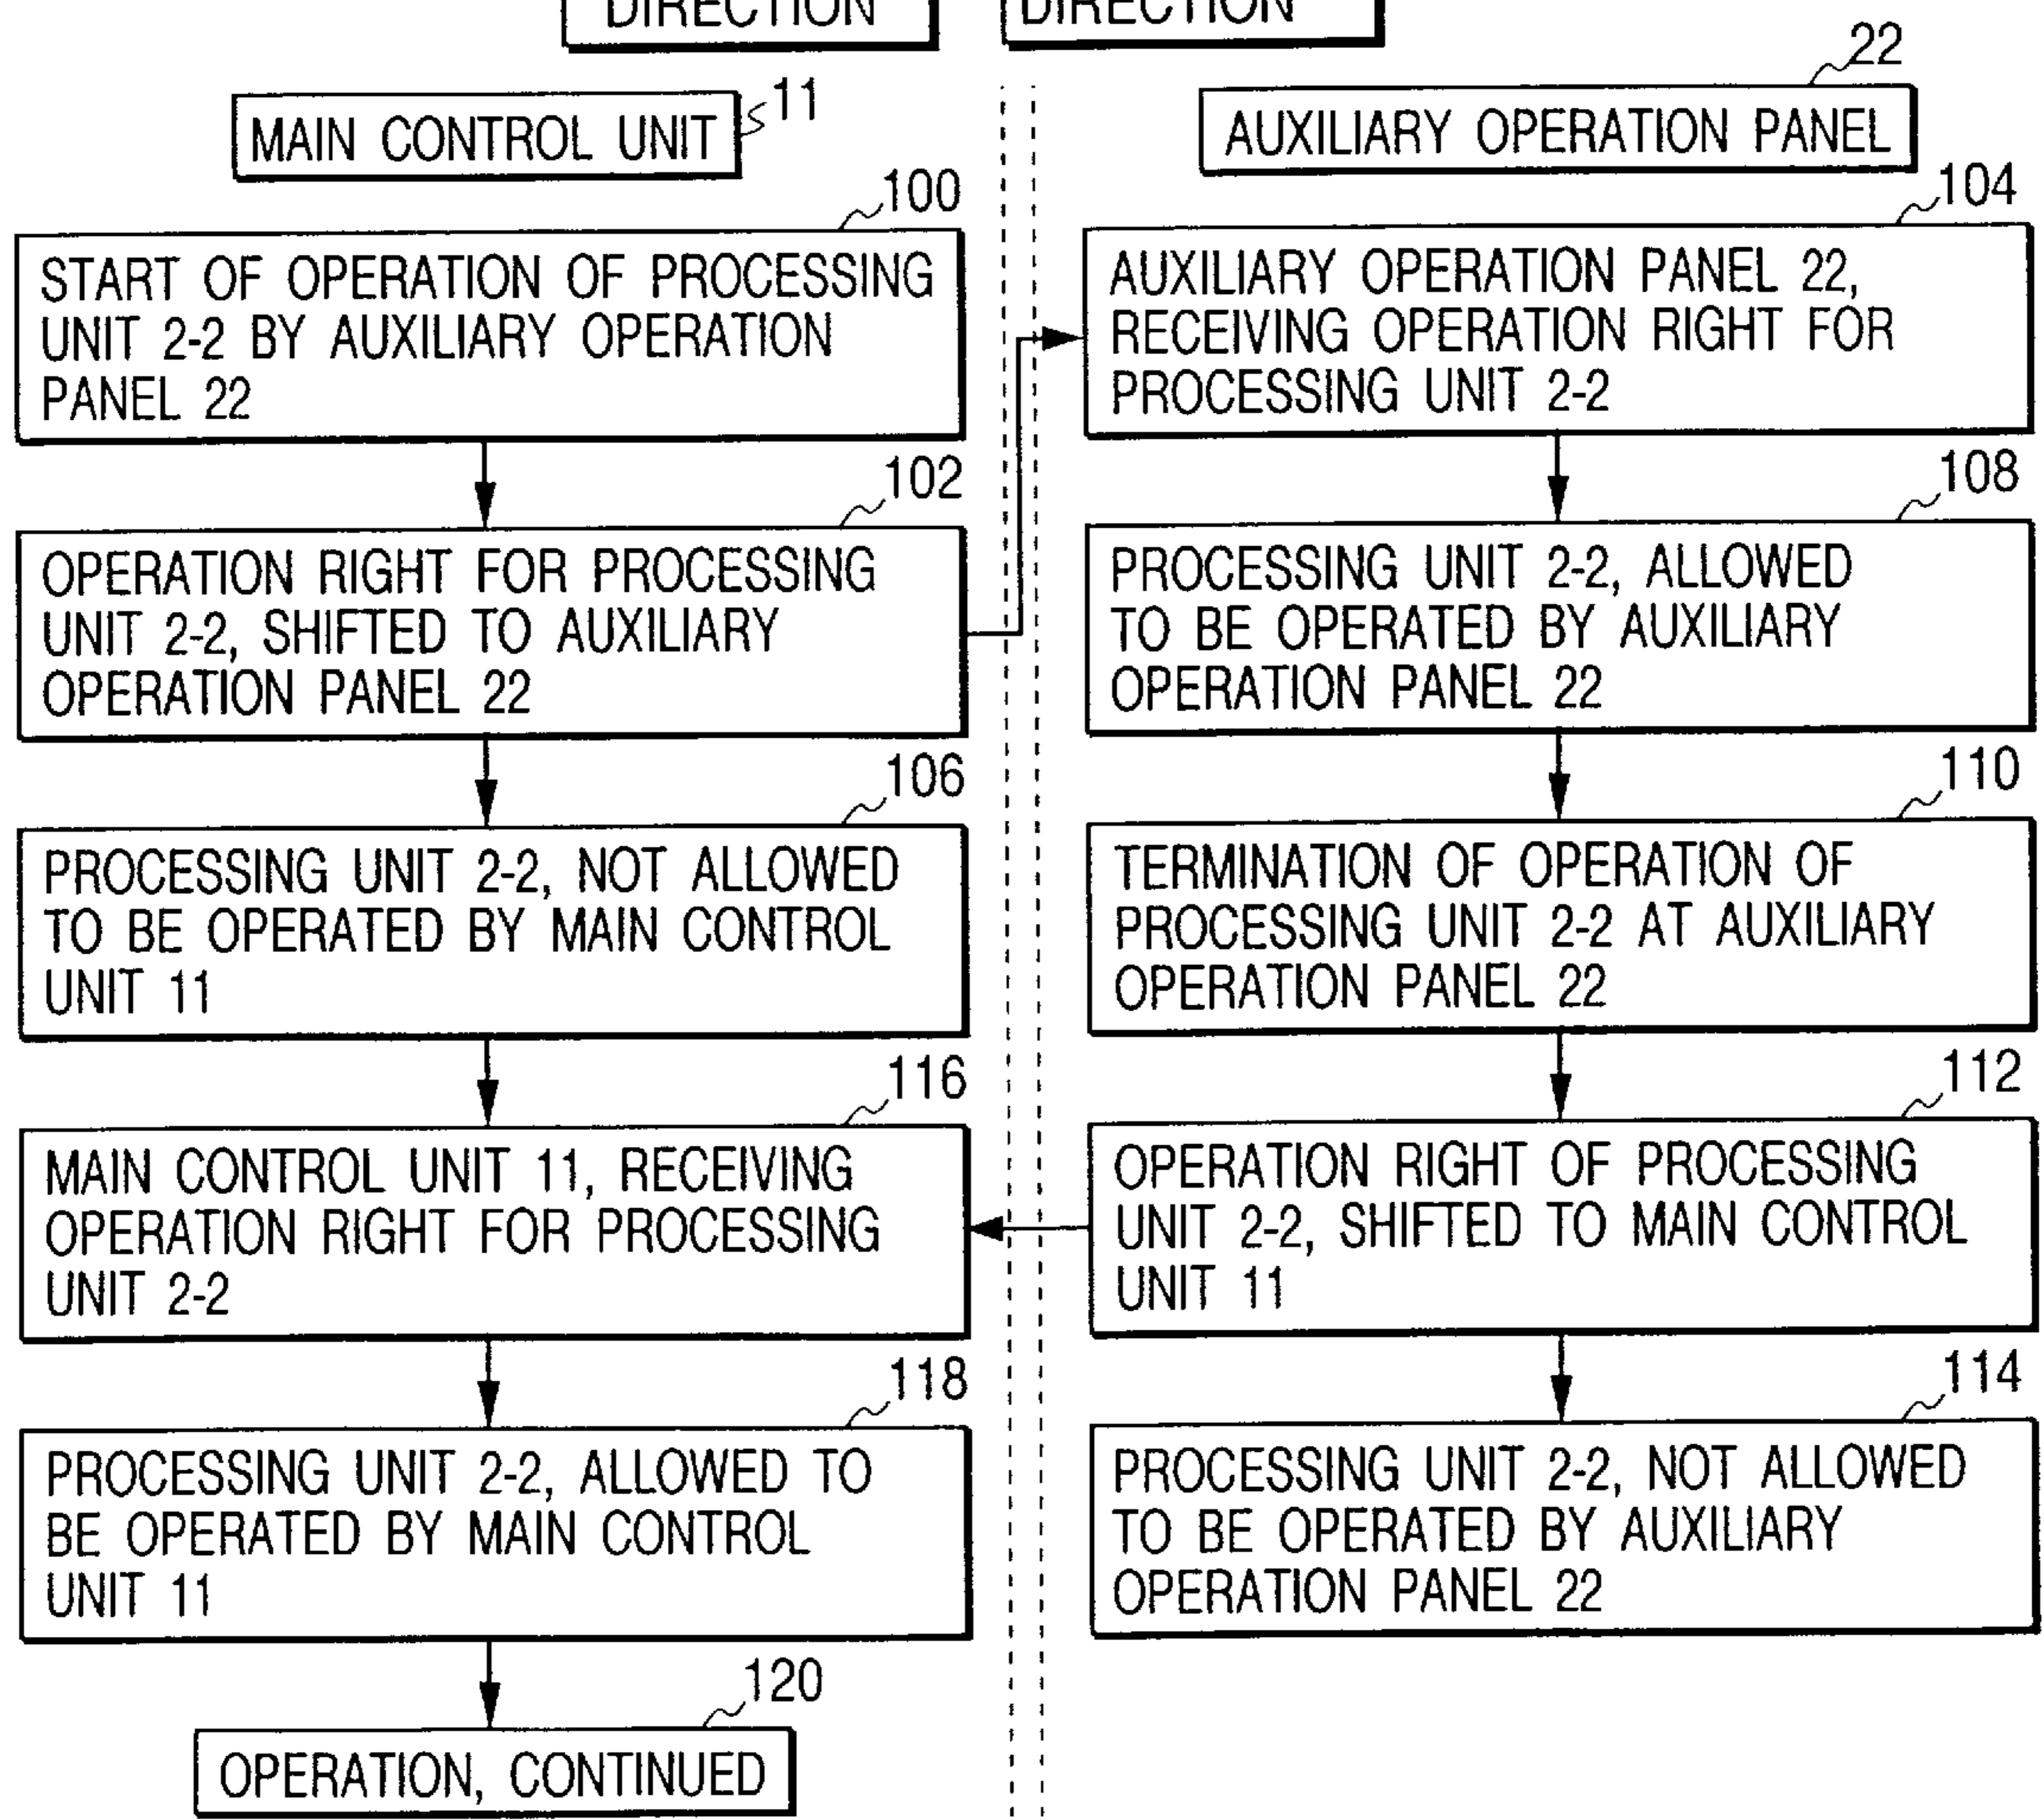 DIRECTION
DIRECTION
MAIN CONTROL UNIT
11
100
START OF OPERATION OF PROCESSING
UNIT 2-2 BY AUXILIARY OPERATION
PANEL 22
102
OPERATION RIGHT FOR PROCESSING
UNIT 2-2, SHIFTED TO AUXILIARY
OPERATION PANEL 22
106
PROCESSING UNIT 2-2, NOT ALLOWED
TO BE OPERATED BY MAIN CONTROL
UNIT 11
116
MAIN CONTROL UNIT 11, RECEIVING
OPERATION RIGHT FOR PROCESSING
UNIT 2-2
118
PROCESSING UNIT 2-2, ALLOWED TO
BE OPERATED BY MAIN CONTROL
UNIT 11
120
OPERATION, CONTINUED
22
AUXILIARY OPERATION PANEL
104
AUXILIARY OPERATION PANEL 22,
RECEIVING OPERATION RIGHT FOR
PROCESSING UNIT 2-2
108
PROCESSING UNIT 2-2, ALLOWED
TO BE OPERATED BY AUXILIARY
OPERATION PANEL 22
110
TERMINATION OF OPERATION OF
PROCESSING UNIT 2-2 AT AUXILIARY
OPERATION PANEL 22
112
OPERATION RIGHT OF PROCESSING
UNIT 2-2, SHIFTED TO MAIN CONTROL
UNIT 11
114
PROCESSING UNIT 2-2, NOT ALLOWED
TO BE OPERATED BY AUXILIARY
OPERATION PANEL 22